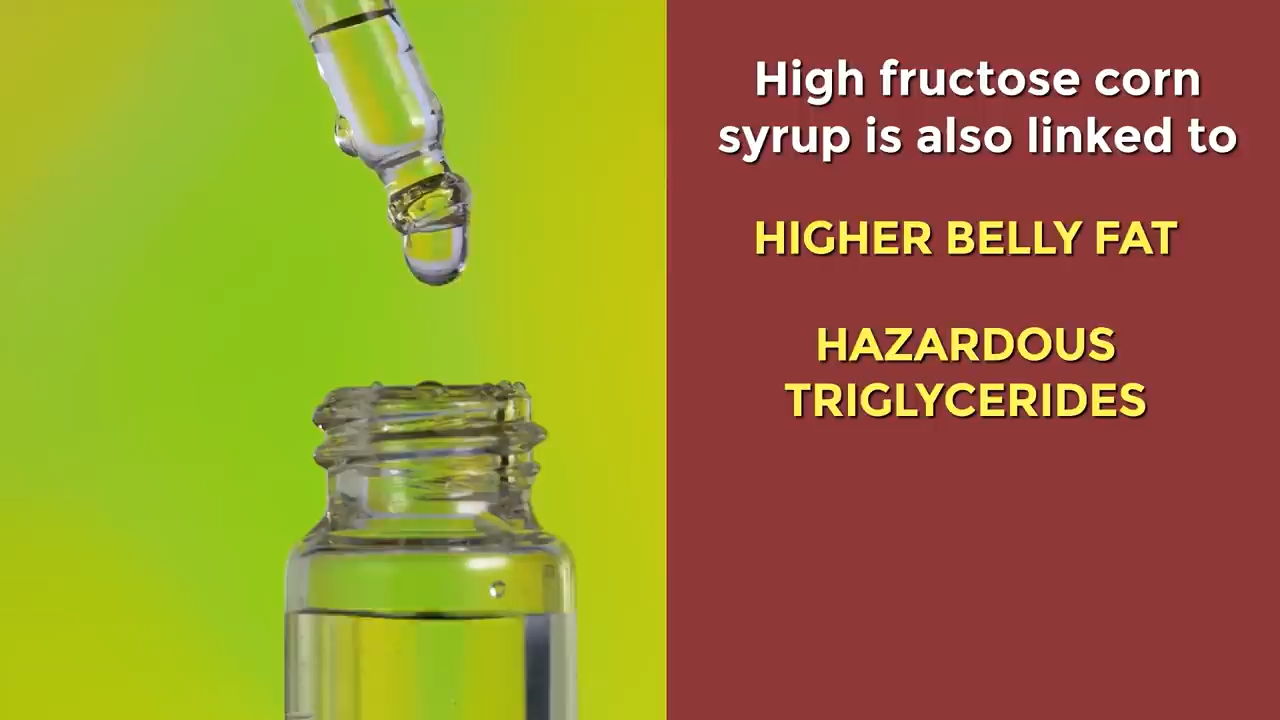 High fructose corn
syrup is also linked to
HIGHER BELLY FAT
HAZARDOUS
TRIGLYCERIDES